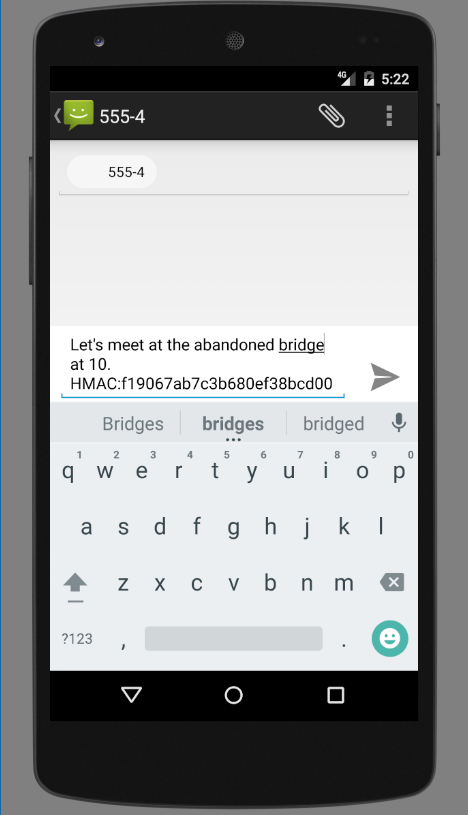 4G 5:22
555-4
555-4
Let's meet at the abandoned bridge
at 10.
HMAC:f19067ab7c3b680ef38bcd00
Bridges bridges bridged
1 2 3 4 5 6 7 8 9 0
q w e r t y u i o p
a s d f g h j k l
z x c v b n m
?123 , .